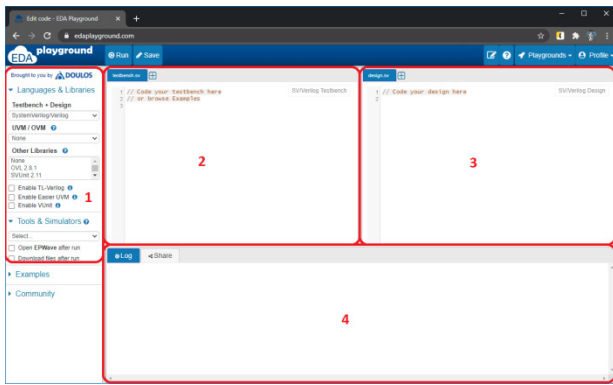 Edit code - EDA Playground
edaplayground.com
EDA playground
Run
Save
Playgrounds
Profile
Brought to you by DOULOS
Languages & Libraries
Testbench + Design
SystemVerilog/Verilog
UVM / OVM
None
Other Libraries
None
OVL 2.8.1
SVUnit 2.11
Enable TL-Verilog
Enable Easier UVM
Enable VUnit
1
Tools & Simulators
Select...
Open EPWave after run
Download files after run
Examples
Community
testbench.sv
1 // Code your testbench here
2 // or browse Examples
3
SV/Verilog Testbench
2
design.sv
1 // Code your design here
2
SV/Verilog Design
3
Log
Share
4